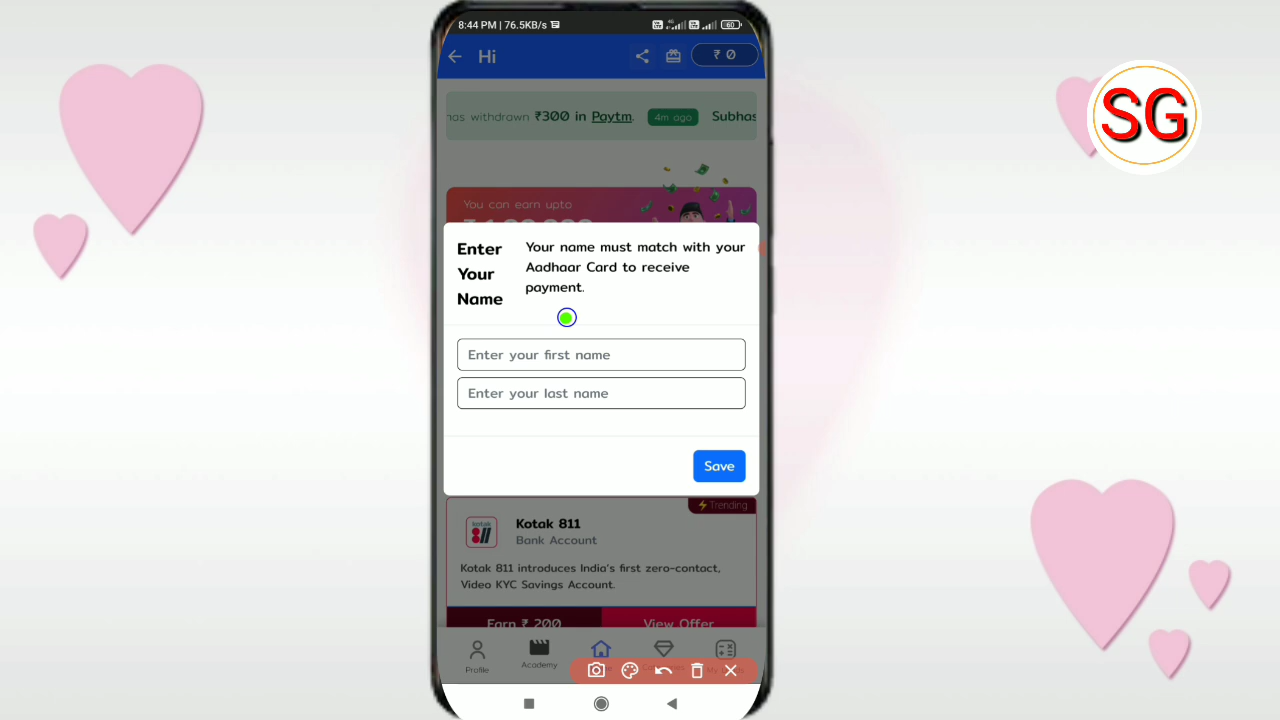 8:44 PM | 76.5KB/s
60
Hi
₹ 0
SG
has withdrawn ₹300 in Paytm. 4m ago Subhas
You can earn upto
Enter
Your
Name
Your name must match with your
Aadhaar Card to receive
payment.
Enter your first name
Enter your last name
Save
Trending
kotak
811
Kotak 811
Bank Account
Kotak 811 introduces India's first zero-contact,
Video KYC Savings Account.
Earn ₹ 200
View Offer
Profile
Academy